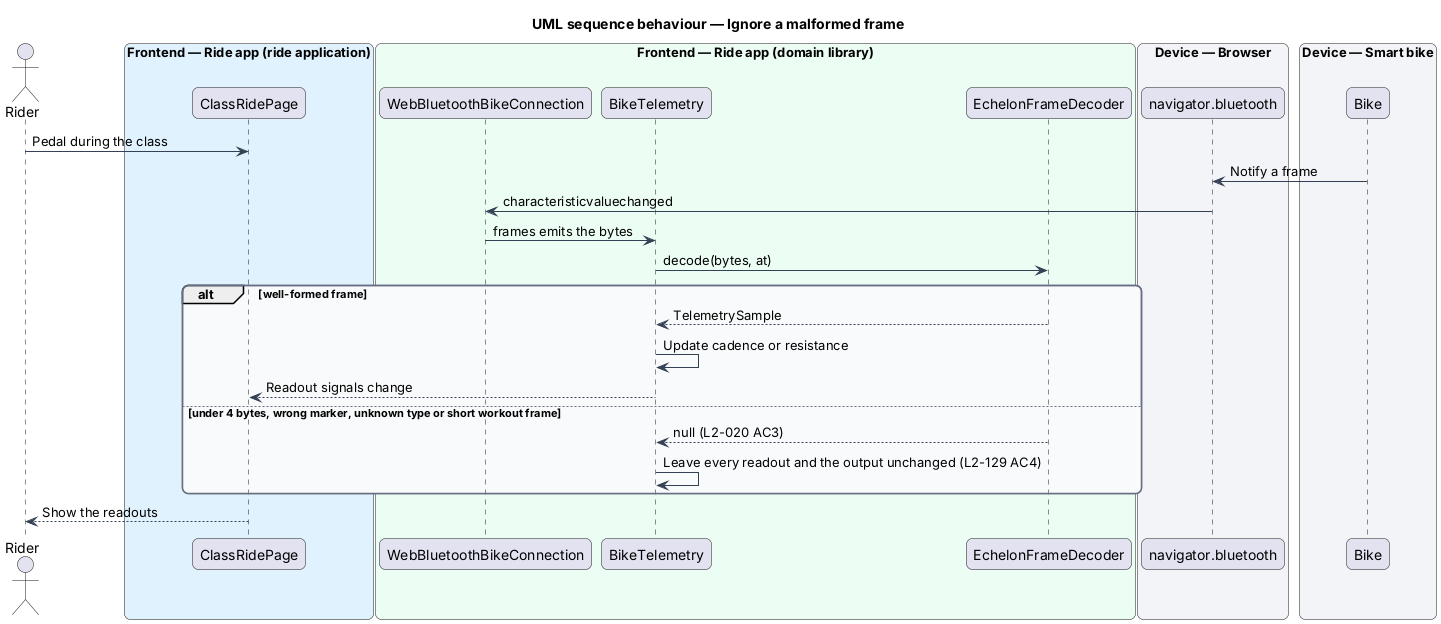 UML sequence behaviour — Ignore a malformed frame
Frontend — Ride app (ride application)
Frontend — Ride app (domain library)
Device — Browser
Device — Smart bike
Rider
ClassRidePage
WebBluetoothBikeConnection
BikeTelemetry
EchelonFrameDecoder
navigator.bluetooth
Bike
Pedal during the class
Notify a frame
characteristicvaluechanged
frames emits the bytes
decode(bytes, at)
alt
[well-formed frame]
TelemetrySample
Update cadence or resistance
Readout signals change
[under 4 bytes, wrong marker, unknown type or short workout frame]
null (L2-020 AC3)
Leave every readout and the output unchanged (L2-129 AC4)
Show the readouts
Rider
ClassRidePage
WebBluetoothBikeConnection
BikeTelemetry
EchelonFrameDecoder
navigator.bluetooth
Bike